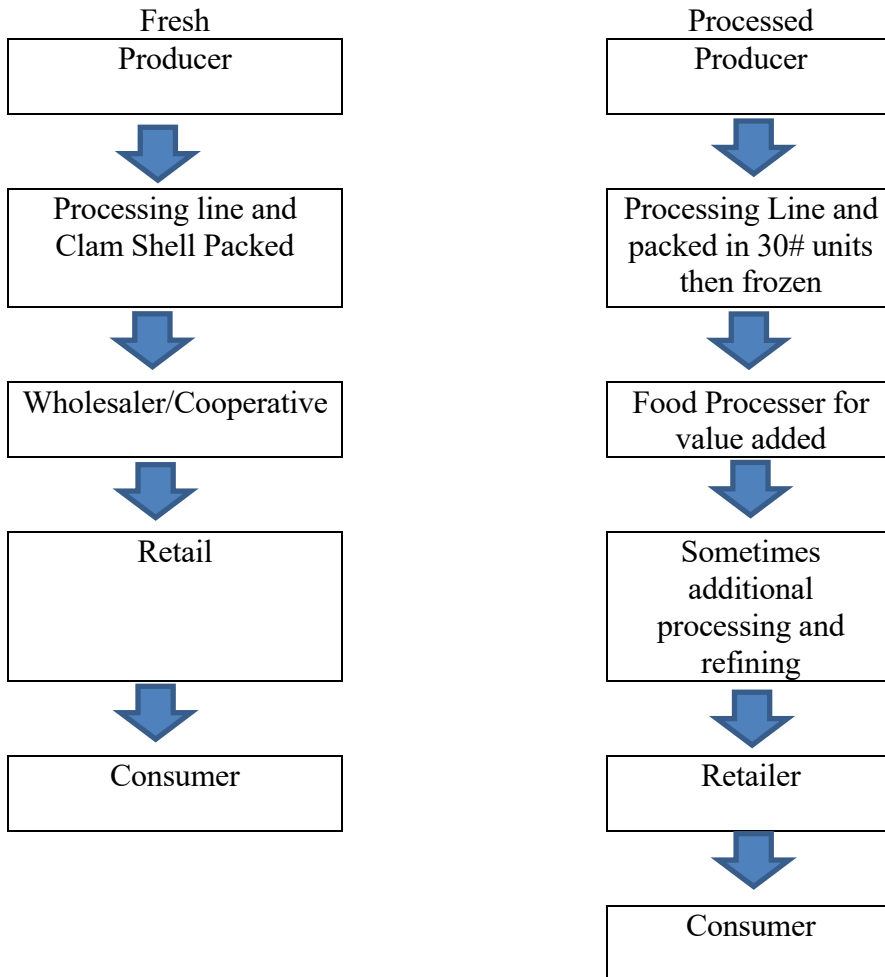 Fresh
Producer
Processing line and
Clam Shell Packed
Wholesaler/Cooperative
Retail
Consumer
Processed
Producer
Processing Line and
packed in 30# units
then frozen
Food Processer for
value added
Sometimes
additional
processing and
refining
Retailer
Consumer